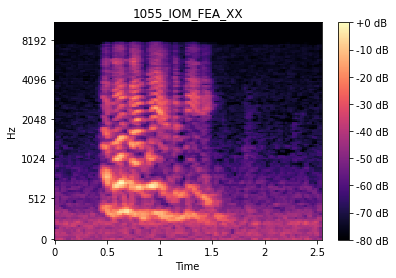 1055_IOM_FEA_XX
+0 dB
8192
-10 dB
4096
-20 dB
-30 dB
2048
Hz
-40 dB
1024
-50 dB
512
-60 dB
-70 dB
0
-80 dB
0 0.5 1 1.5 2 2.5
Time